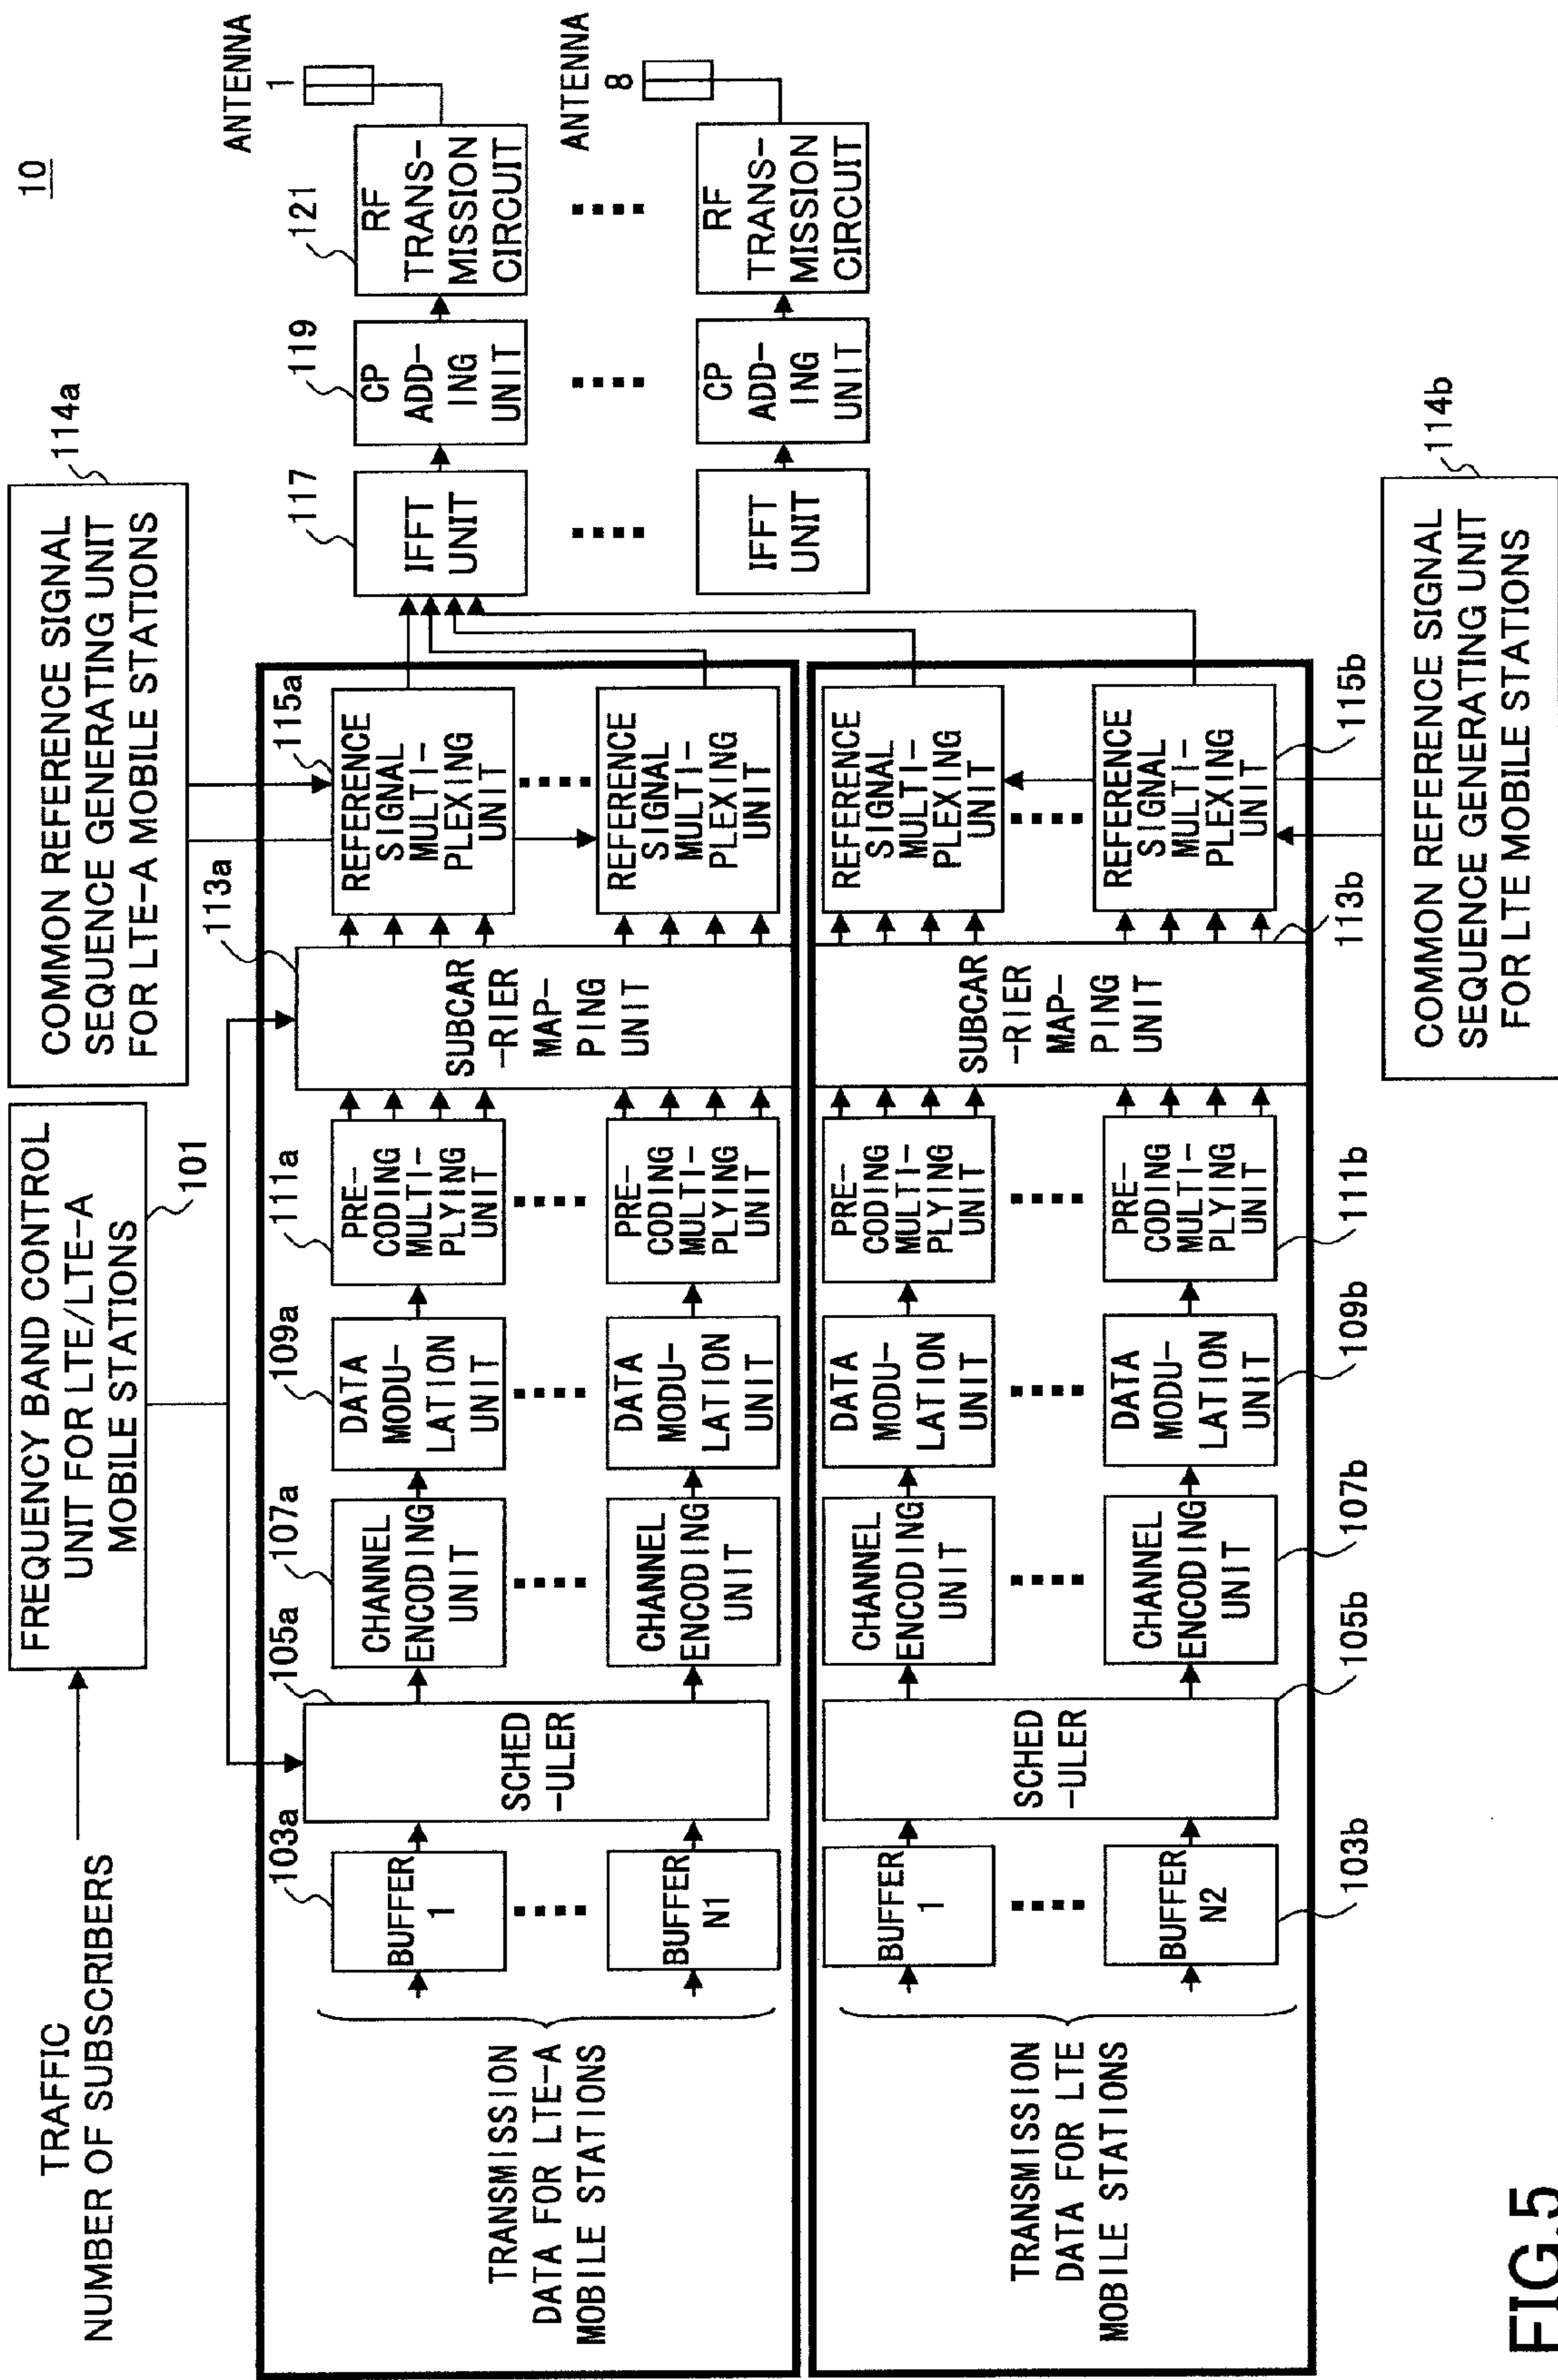 10
TRAFFIC
NUMBER OF SUBSCRIBERS
FREQUENCY BAND CONTROL
UNIT FOR LTE/LTE-A
MOBILE STATIONS
101
COMMON REFERENCE SIGNAL
SEQUENCE GENERATING UNIT
FOR LTE-A MOBILE STATIONS
114a
TRANSMISSION
DATA FOR LTE-A
MOBILE STATIONS
103a
BUFFER
1
BUFFER
N1
105a
SCHED
-ULER
107a
CHANNEL
ENCODING
UNIT
CHANNEL
ENCODING
UNIT
109a
DATA
MODU-
LATION
UNIT
DATA
MODU-
LATION
UNIT
111a
PRE-
CODING
MULTI-
PLYING
UNIT
PRE-
CODING
MULTI-
PLYING
UNIT
113a
SUBCAR
-RIER
MAP-
PING
UNIT
115a
REFERENCE
SIGNAL
MULTI-
PLEXING
UNIT
REFERENCE
SIGNAL
MULTI-
PLEXING
UNIT
117
IFFT
UNIT
IFFT
UNIT
119
CP
ADD-
ING
UNIT
CP
ADD-
ING
UNIT
121
RF
TRANS-
MISSION
CIRCUIT
RF
TRANS-
MISSION
CIRCUIT
ANTENNA
1
ANTENNA
8
TRANSMISSION
DATA FOR LTE
MOBILE STATIONS
BUFFER
1
BUFFER
N2
103b
SCHED
-ULER
105b
CHANNEL
ENCODING
UNIT
CHANNEL
ENCODING
UNIT
107b
DATA
MODU-
LATION
UNIT
DATA
MODU-
LATION
UNIT
109b
PRE-
CODING
MULTI-
PLYING
UNIT
PRE-
CODING
MULTI-
PLYING
UNIT
111b
SUBCAR
-RIER
MAP-
PING
UNIT
113b
REFERENCE
SIGNAL
MULTI-
PLEXING
UNIT
REFERENCE
SIGNAL
MULTI-
PLEXING
UNIT
115b
COMMON REFERENCE SIGNAL
SEQUENCE GENERATING UNIT
FOR LTE MOBILE STATIONS
114b
FIG.5